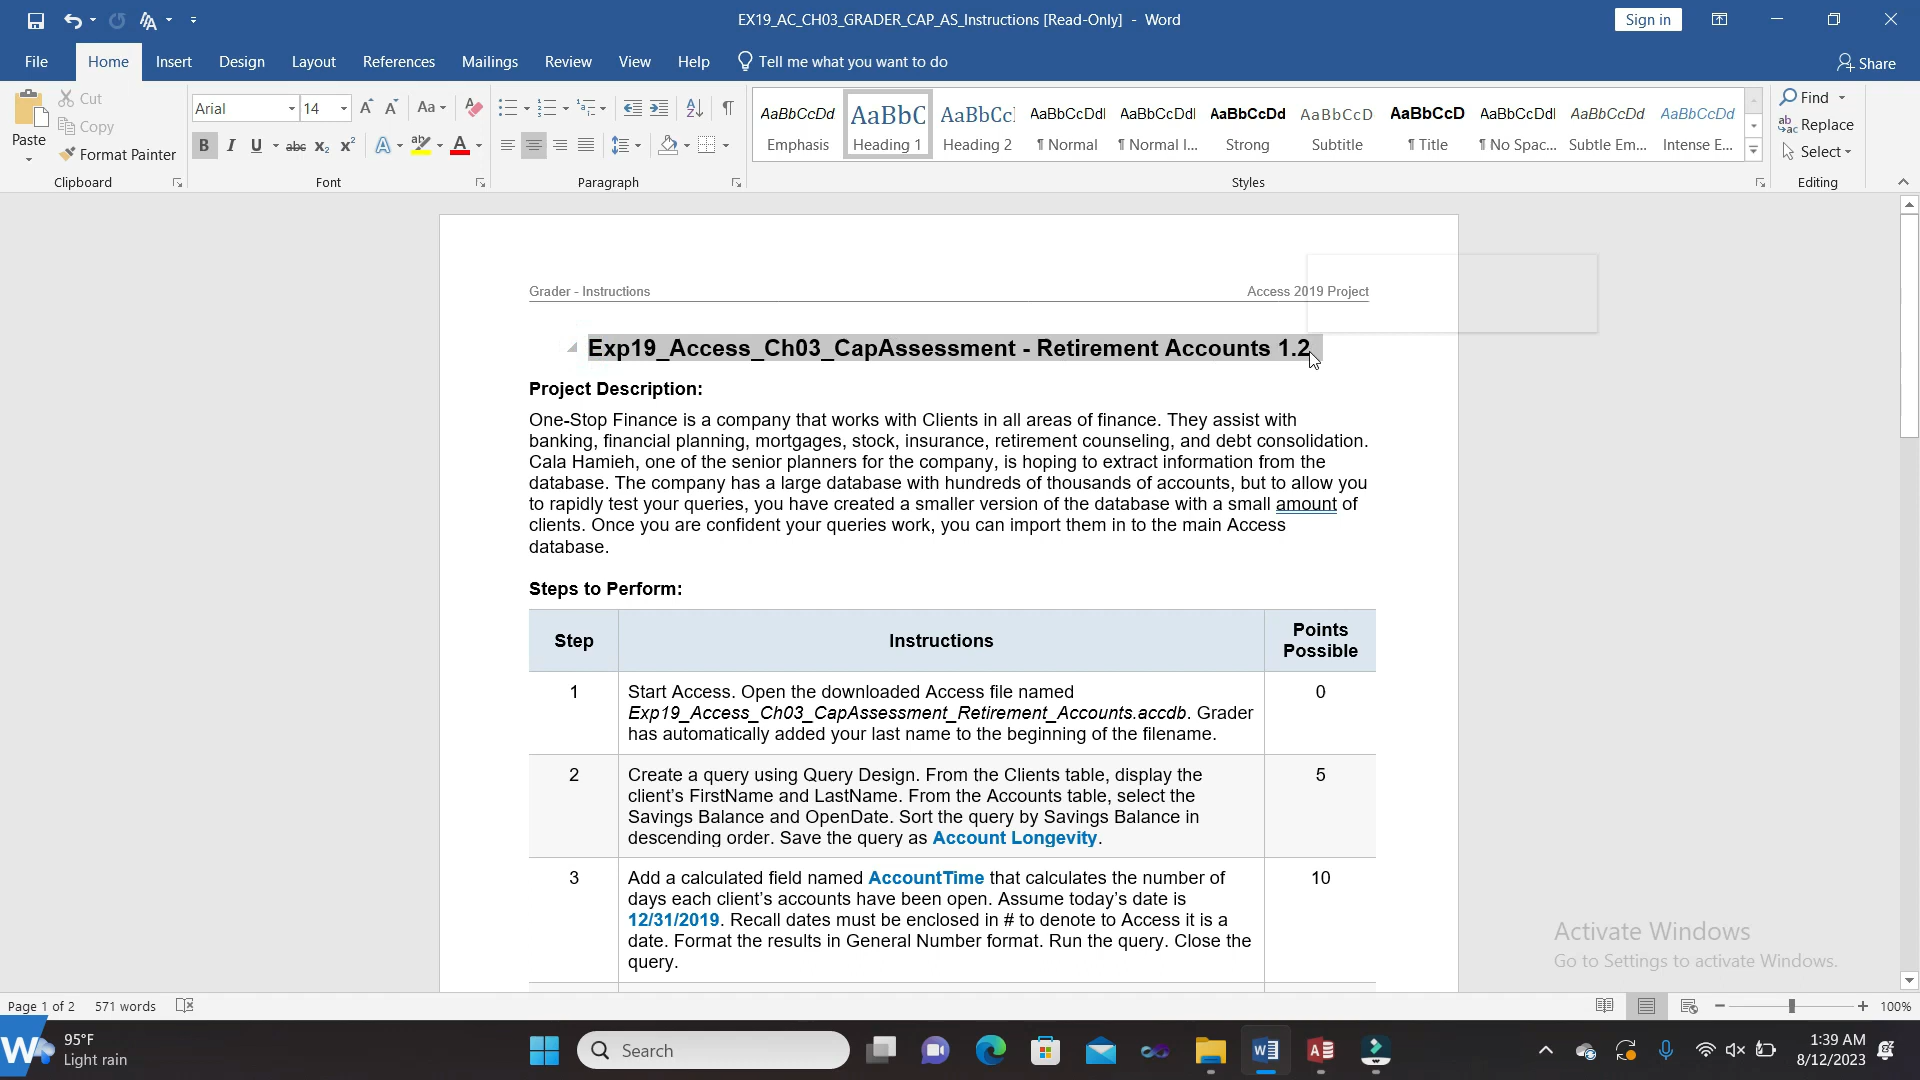 EX19_AC_CH03_GRADER_CAP_AS_Instructions [Read-Only] - Word
Sign in
File Home Insert Design Layout References Mailings Review View Help Tell me what you want to do
Share
Paste
Cut
Copy
Format Painter
Clipboard
Arial 14
Font
Paragraph
AaBbCcDd AaBbC AaBbCc AaBbCcDdI AaBbCcDdI AaBbCcDd AaBbCcD AaBbCcD AaBbCcDdI AaBbCcDd AaBbCcDd
Emphasis Heading 1 Heading 2 ¶ Normal ¶ Normal I... Strong Subtitle ¶ Title ¶ No Spac... Subtle Em... Intense E...
Styles
Find
Replace
Select
Editing
Grader - Instructions Access 2019 Project
Exp19_Access_Ch03_CapAssessment - Retirement Accounts 1.2
Project Description:
One-Stop Finance is a company that works with Clients in all areas of finance. They assist with
banking, financial planning, mortgages, stock, insurance, retirement counseling, and debt consolidation.
Cala Hamieh, one of the senior planners for the company, is hoping to extract information from the
database. The company has a large database with hundreds of thousands of accounts, but to allow you
to rapidly test your queries, you have created a smaller version of the database with a small amount of
clients. Once you are confident your queries work, you can import them in to the main Access
database.
Steps to Perform:
Step Instructions Points Possible
1 Start Access. Open the downloaded Access file named 0
Exp19_Access_Ch03_CapAssessment_Retirement_Accounts.accdb. Grader
has automatically added your last name to the beginning of the filename.
2 Create a query using Query Design. From the Clients table, display the 5
client's FirstName and LastName. From the Accounts table, select the
Savings Balance and OpenDate. Sort the query by Savings Balance in
descending order. Save the query as Account Longevity.
3 Add a calculated field named AccountTime that calculates the number of 10
days each client's accounts have been open. Assume today's date is
12/31/2019. Recall dates must be enclosed in # to denote to Access it is a
date. Format the results in General Number format. Run the query. Close the
query.
Activate Windows
Go to Settings to activate Windows.
Page 1 of 2 571 words 100%
95°F
Light rain
Search
1:39 AM
8/12/2023